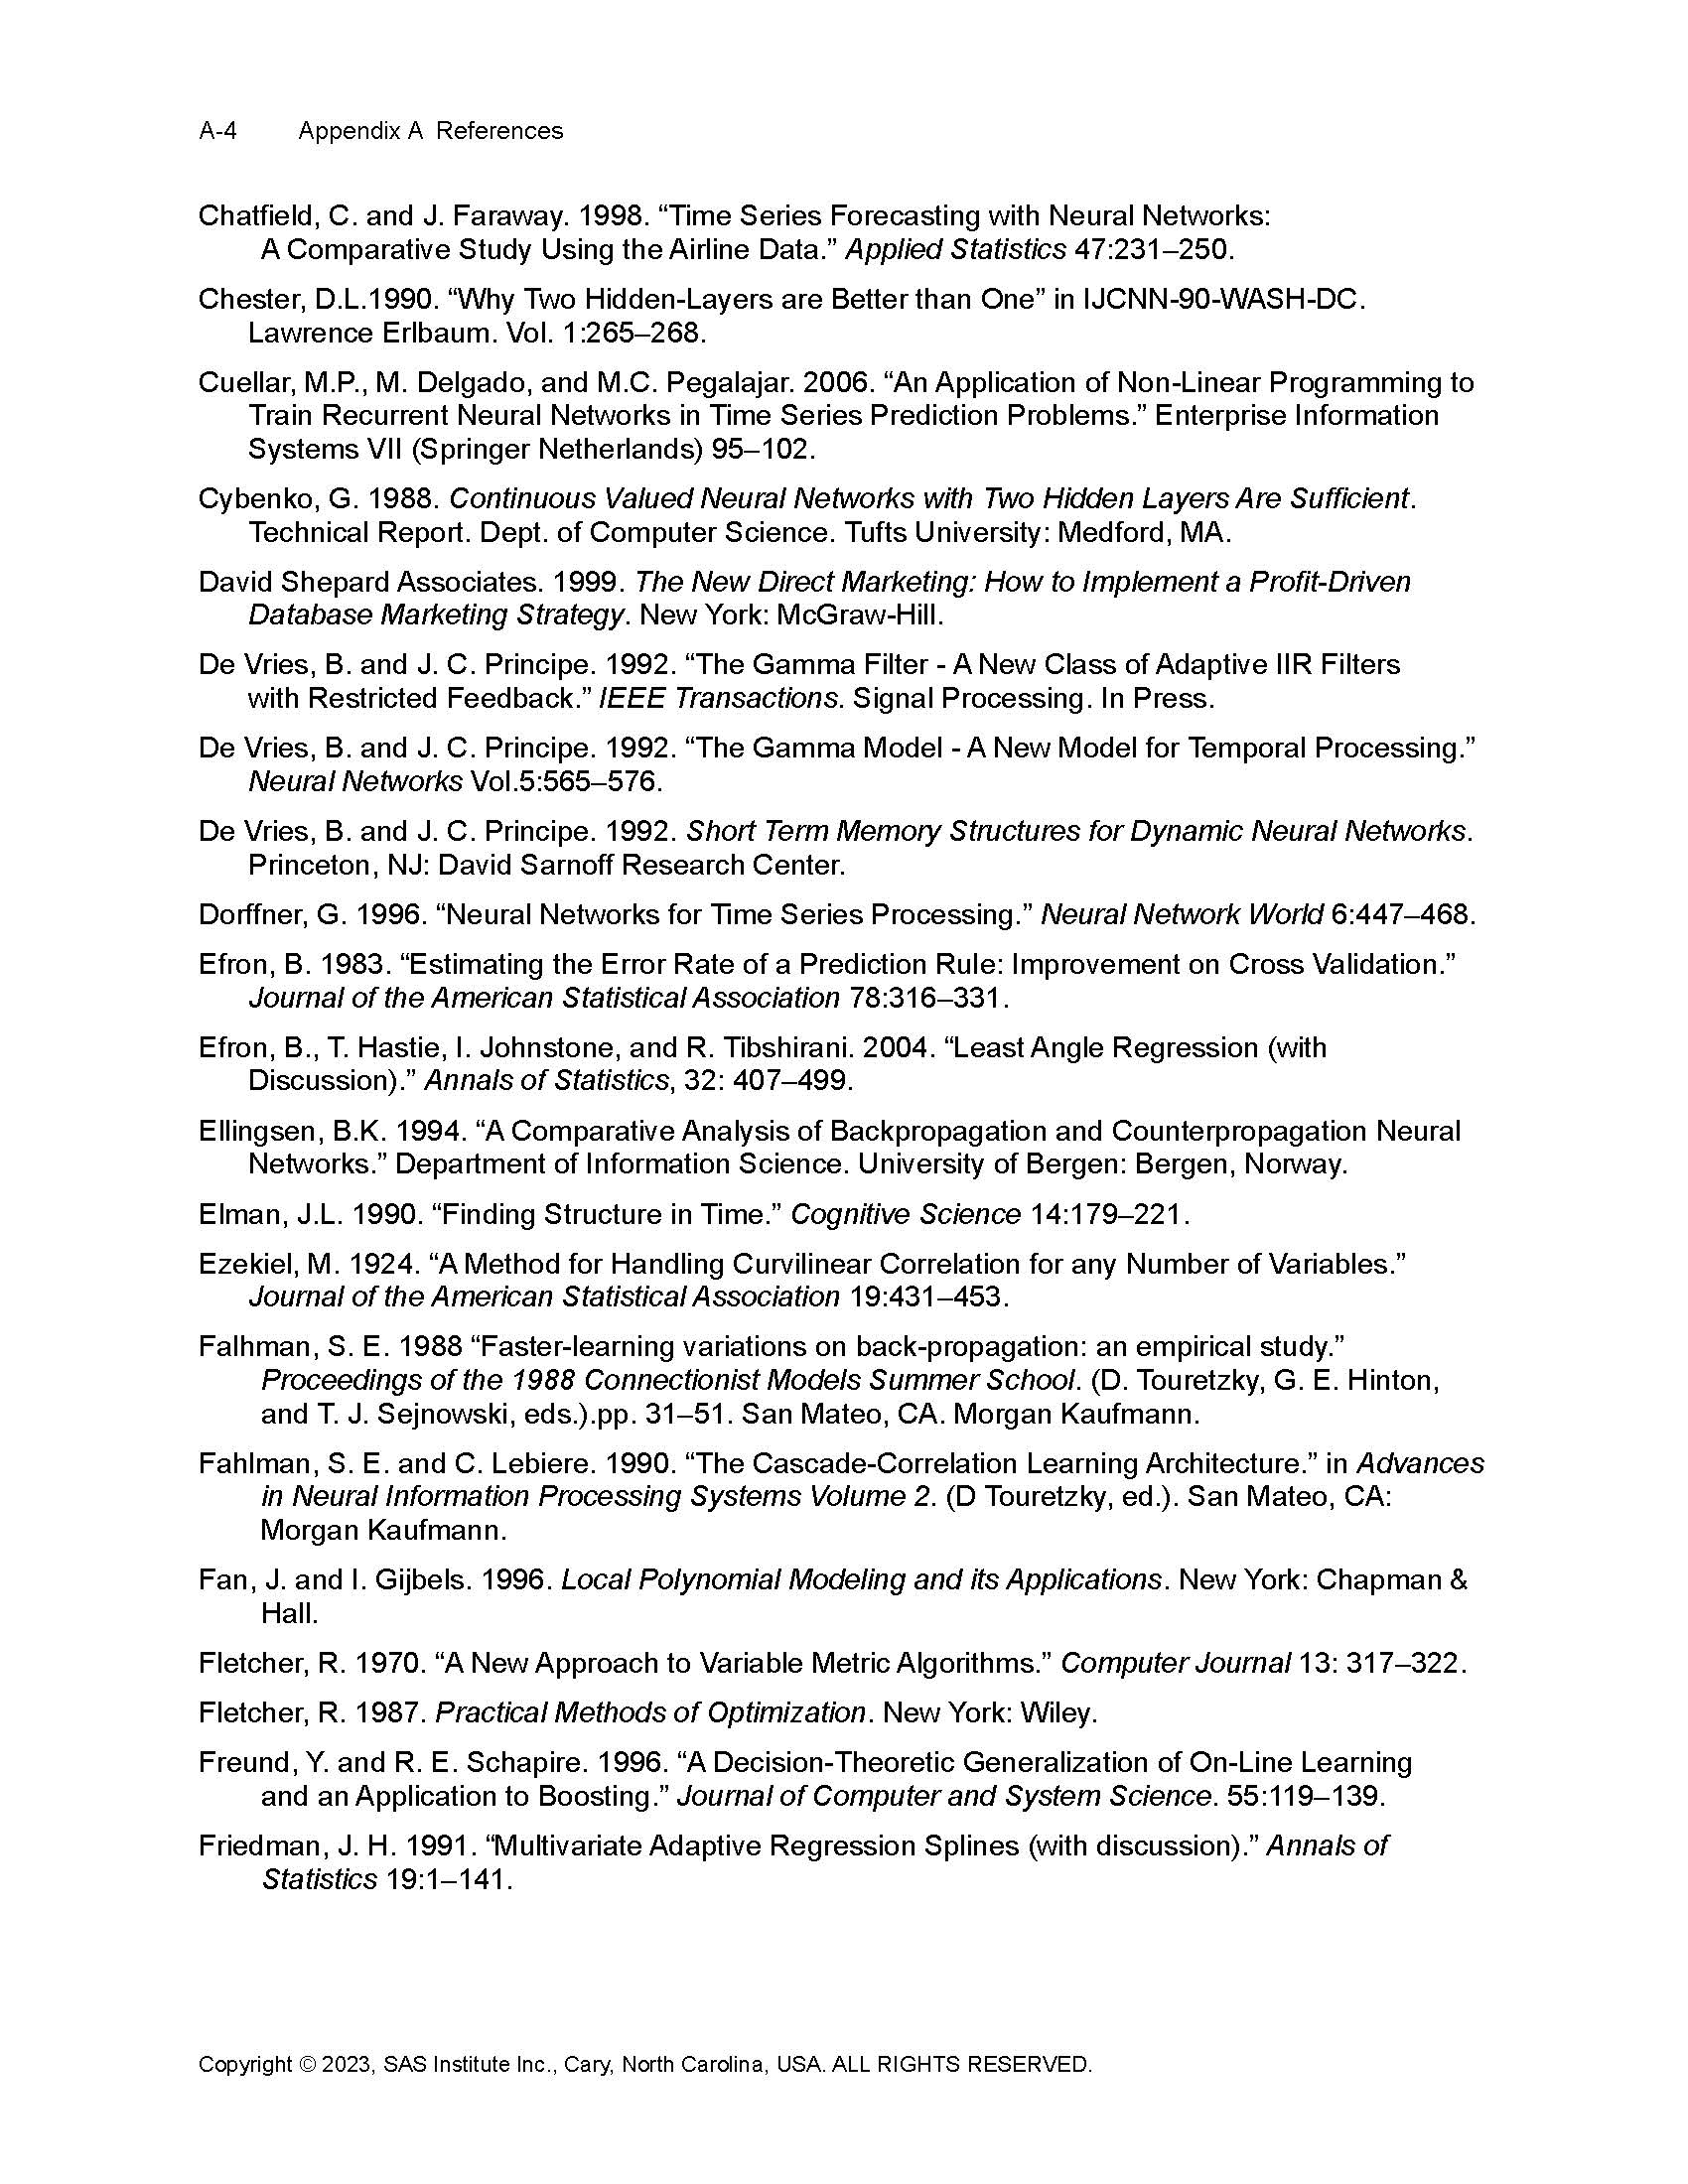 A-4 Appendix A References
Chatfield, C. and J. Faraway. 1998. “Time Series Forecasting with Neural Networks:
A Comparative Study Using the Airline Data.” Applied Statistics 47:231–250.
Chester, D.L.1990. “Why Two Hidden-Layers are Better than One” in IJCNN-90-WASH-DC.
Lawrence Erlbaum. Vol. 1:265–268.
Cuellar, M.P., M. Delgado, and M.C. Pegalajar. 2006. “An Application of Non-Linear Programming to
Train Recurrent Neural Networks in Time Series Prediction Problems.” Enterprise Information
Systems VII (Springer Netherlands) 95–102.
Cybenko, G. 1988. Continuous Valued Neural Networks with Two Hidden Layers Are Sufficient.
Technical Report. Dept. of Computer Science. Tufts University: Medford, MA.
David Shepard Associates. 1999. The New Direct Marketing: How to Implement a Profit-Driven
Database Marketing Strategy. New York: McGraw-Hill.
De Vries, B. and J. C. Principe. 1992. “The Gamma Filter - A New Class of Adaptive IIR Filters
with Restricted Feedback.” IEEE Transactions. Signal Processing. In Press.
De Vries, B. and J. C. Principe. 1992. “The Gamma Model - A New Model for Temporal Processing.”
Neural Networks Vol.5:565–576.
De Vries, B. and J. C. Principe. 1992. Short Term Memory Structures for Dynamic Neural Networks.
Princeton, NJ: David Sarnoff Research Center.
Dorffner, G. 1996. “Neural Networks for Time Series Processing.” Neural Network World 6:447–468.
Efron, B. 1983. “Estimating the Error Rate of a Prediction Rule: Improvement on Cross Validation.”
Journal of the American Statistical Association 78:316–331.
Efron, B., T. Hastie, I. Johnstone, and R. Tibshirani. 2004. “Least Angle Regression (with
Discussion).” Annals of Statistics, 32: 407–499.
Ellingsen, B.K. 1994. “A Comparative Analysis of Backpropagation and Counterpropagation Neural
Networks.” Department of Information Science. University of Bergen: Bergen, Norway.
Elman, J.L. 1990. “Finding Structure in Time.” Cognitive Science 14:179–221.
Ezekiel, M. 1924. “A Method for Handling Curvilinear Correlation for any Number of Variables.”
Journal of the American Statistical Association 19:431–453.
Falhman, S. E. 1988 “Faster-learning variations on back-propagation: an empirical study.”
Proceedings of the 1988 Connectionist Models Summer School. (D. Touretzky, G. E. Hinton,
and T. J. Sejnowski, eds.).pp. 31–51. San Mateo, CA. Morgan Kaufmann.
Fahlman, S. E. and C. Lebiere. 1990. “The Cascade-Correlation Learning Architecture.” in Advances
in Neural Information Processing Systems Volume 2. (D Touretzky, ed.). San Mateo, CA:
Morgan Kaufmann.
Fan, J. and I. Gijbels. 1996. Local Polynomial Modeling and its Applications. New York: Chapman &
Hall.
Fletcher, R. 1970. “A New Approach to Variable Metric Algorithms.” Computer Journal 13: 317–322.
Fletcher, R. 1987. Practical Methods of Optimization. New York: Wiley.
Freund, Y. and R. E. Schapire. 1996. “A Decision-Theoretic Generalization of On-Line Learning
and an Application to Boosting.” Journal of Computer and System Science. 55:119–139.
Friedman, J. H. 1991. “Multivariate Adaptive Regression Splines (with discussion).” Annals of
Statistics 19:1–141.
Copyright © 2023, SAS Institute Inc., Cary, North Carolina, USA. ALL RIGHTS RESERVED.